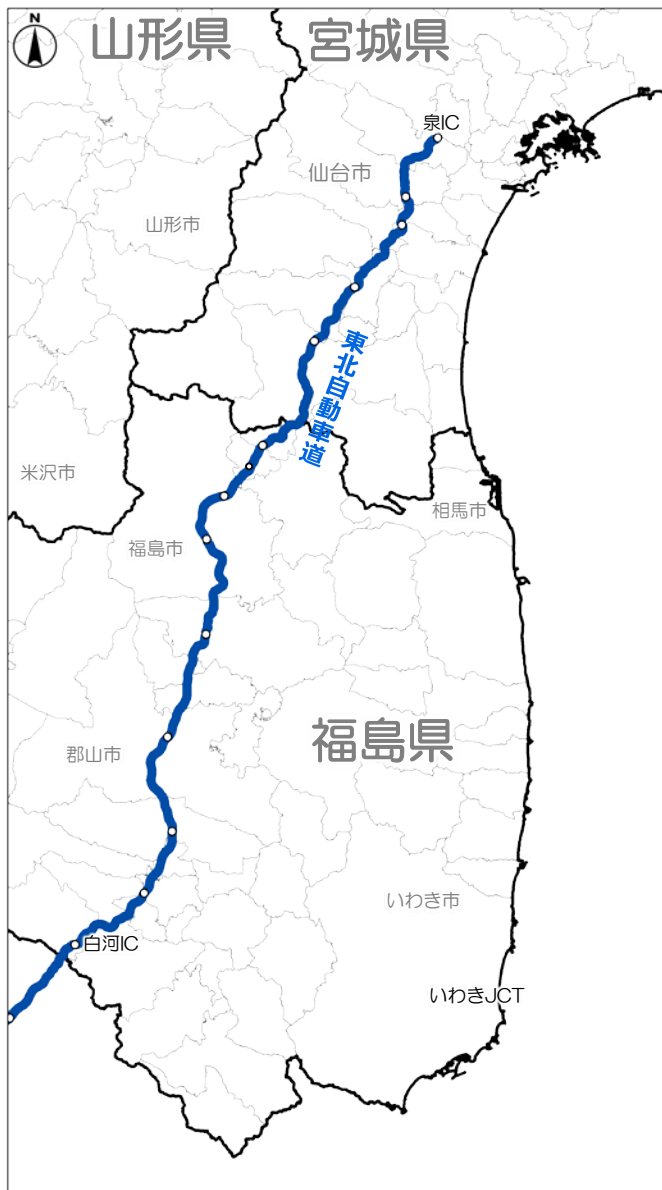 N
山形県
宮城県
泉IC
仙台市
山形市
東北自動車道
米沢市
相馬市
福島市
福島県
郡山市
いわき市
白河IC
いわきJCT